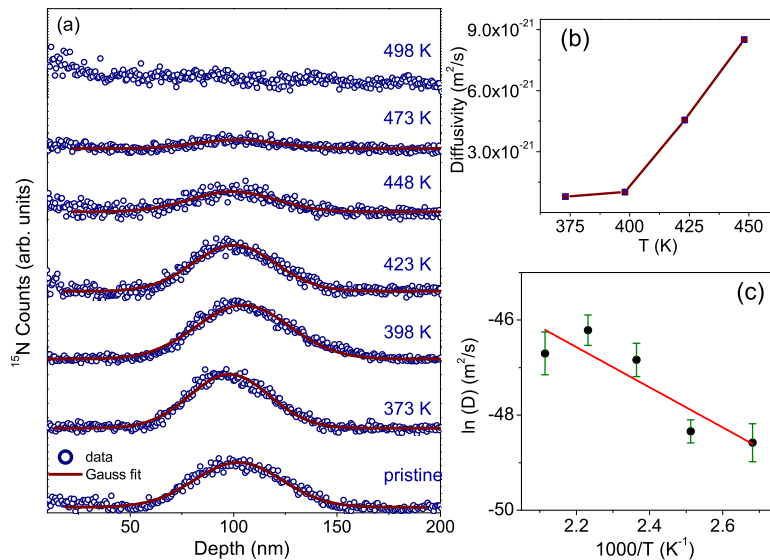 (a)
498 K
473 K
448 K
423 K
398 K
373 K
data
Gauss fit
pristine
¹⁵N Counts (arb. units)
50 100 150 200
Depth (nm)
(b)
9.0x10⁻²¹
6.0x10⁻²¹
3.0x10⁻²¹
Diffusivity (m²/s)
375 400 425 450
T (K)
(c)
-46
-48
-50
ln (D) (m²/s)
2.2 2.4 2.6
1000/T (K⁻¹)